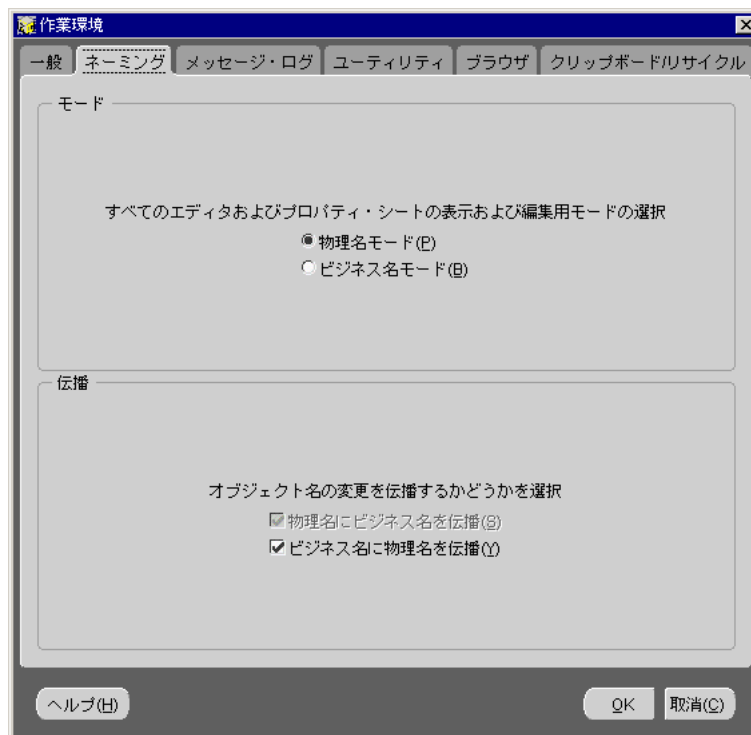 作業環境
一般 ネーミング メッセージ・ログ ユーティリティ ブラウザ クリップボード/リサイクル
モード
すべてのエディタおよびプロパティ・シートの表示および編集用モードの選択
物理名モード(P)
ビジネス名モード(B)
伝播
オブジェクト名の変更を伝播するかどうかを選択
物理名にビジネス名を伝播(S)
ビジネス名に物理名を伝播(Y)
ヘルプ(H) OK 取消(C)